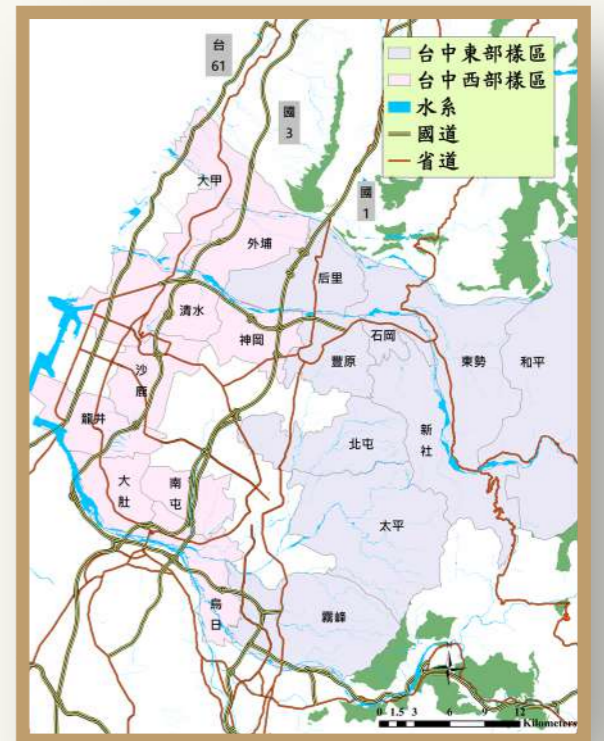 台
61
國
3
國
1
台中東部樣區
台中西部樣區
水系
國道
省道
大甲
外埔
后里
清水
神岡
石岡
豐原
東勢
和平
沙
鹿
龍井
北屯
新
社
大
肚
南
屯
太平
烏
日
霧峰
0 1.5 3 6 9 12
Kilometers